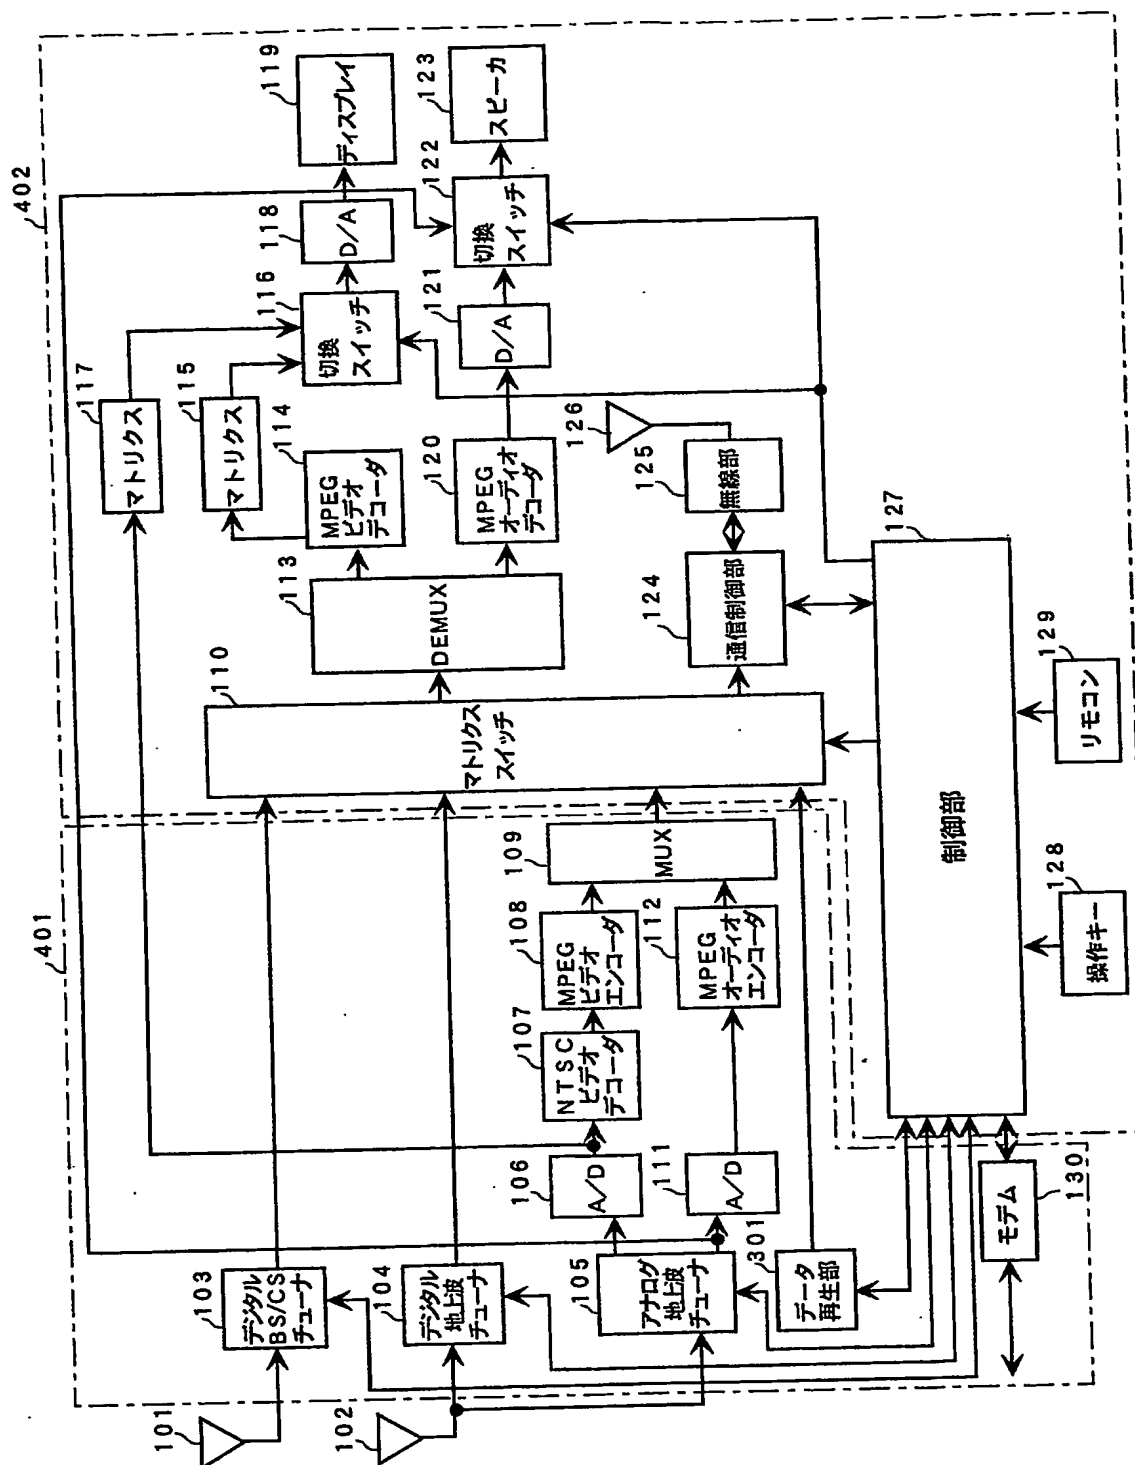 401
402
101
102
103
デジタル
BS/CS
チューナ
104
デジタル
地上波
チューナ
105
アナログ
地上波
チューナ
301
データ
再生部
106
A/D
111
A/D
107
NTSC
ビデオ
デコーダ
108
MPEG
ビデオ
エンコーダ
112
MPEG
オーディオ
エンコーダ
109
MUX
110
マトリクス
スイッチ
113
DEMUX
114
MPEG
ビデオ
デコーダ
115
マトリクス
117
マトリクス
116
切換
スイッチ
118
D/A
119
ディスプレイ
120
MPEG
オーディオ
デコーダ
121
D/A
122
切換
スイッチ
123
スピーカ
124
通信制御部
125
無線部
126
127
制御部
128
操作キー
129
リモコン
130
モデム